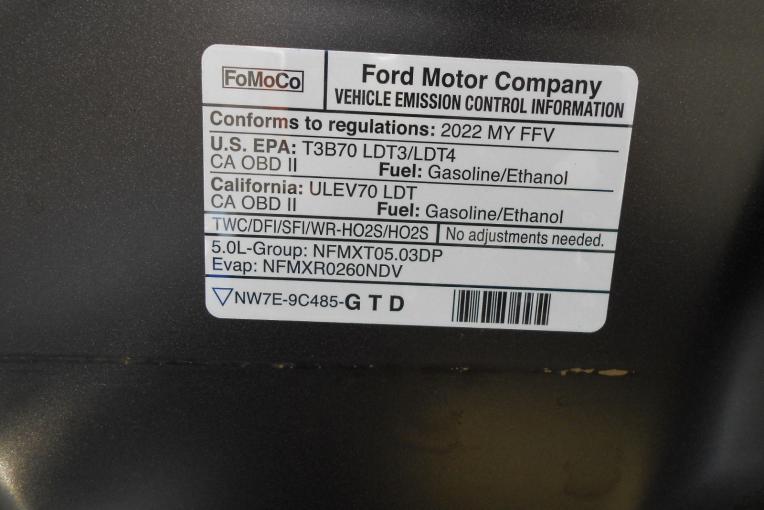 FoMoCo
Ford Motor Company
VEHICLE EMISSION CONTROL INFORMATION
Conforms to regulations: 2022 MY FFV
U.S. EPA: T3B70 LDT3/LDT4
CA OBD II Fuel: Gasoline/Ethanol
California: ULEV70 LDT
CA OBD II Fuel: Gasoline/Ethanol
TWC/DFI/SFI/WR-HO2S/HO2S No adjustments needed.
5.0L-Group: NFMXT05.03DP
Evap: NFMXR0260NDV
NW7E-9C485-G T D